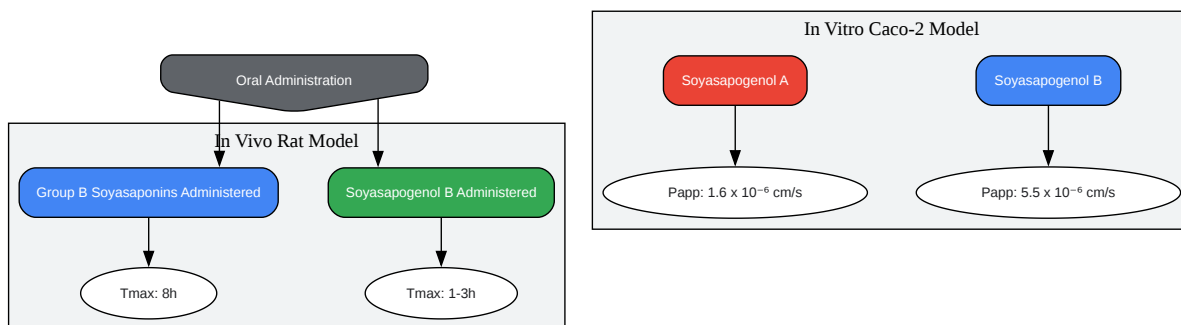 Oral Administration
In Vivo Rat Model
Group B Soyasaponins Administered
Soyasapogenol B Administered
Tmax: 8h
Tmax: 1-3h
In Vitro Caco-2 Model
Soyasapogenol A
Soyasapogenol B
Papp: 1.6 x 10⁻⁶ cm/s
Papp: 5.5 x 10⁻⁶ cm/s